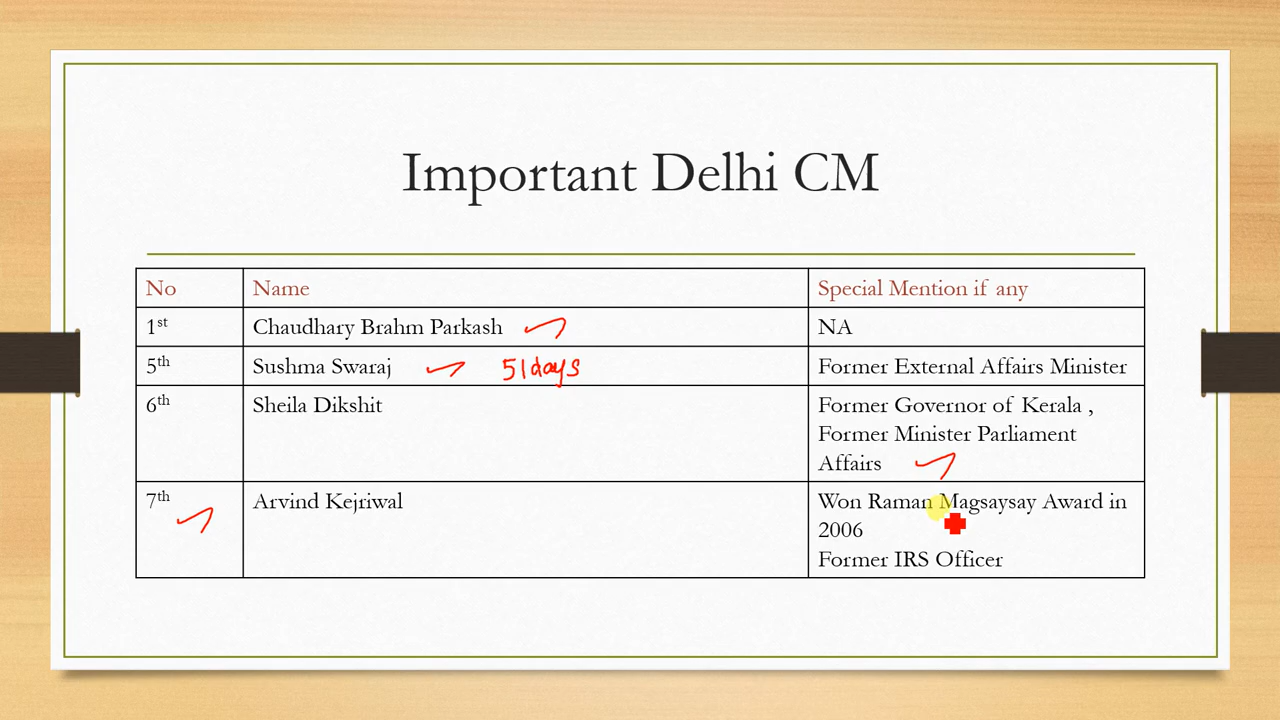 Important Delhi CM
No Name Special Mention if any
1st Chaudhary Brahm Parkash NA
5th Sushma Swaraj 51days Former External Affairs Minister
6th Sheila Dikshit Former Governor of Kerala ,
Former Minister Parliament
Affairs
7th Arvind Kejriwal Won Raman Magsaysay Award in
2006
Former IRS Officer